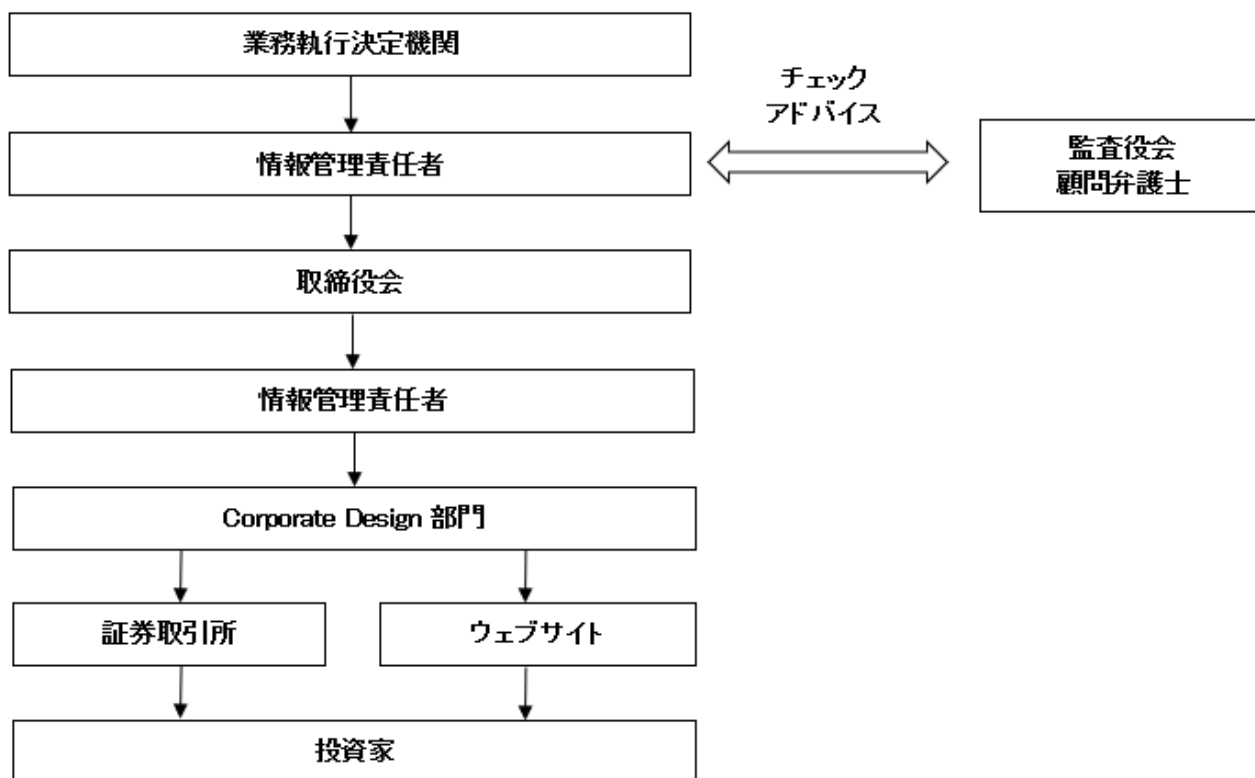 業務執行決定機関
チェック
アドバイス
情報管理責任者
監査役会
顧問弁護士
取締役会
情報管理責任者
Corporate Design 部門
証券取引所
ウェブサイト
投資家